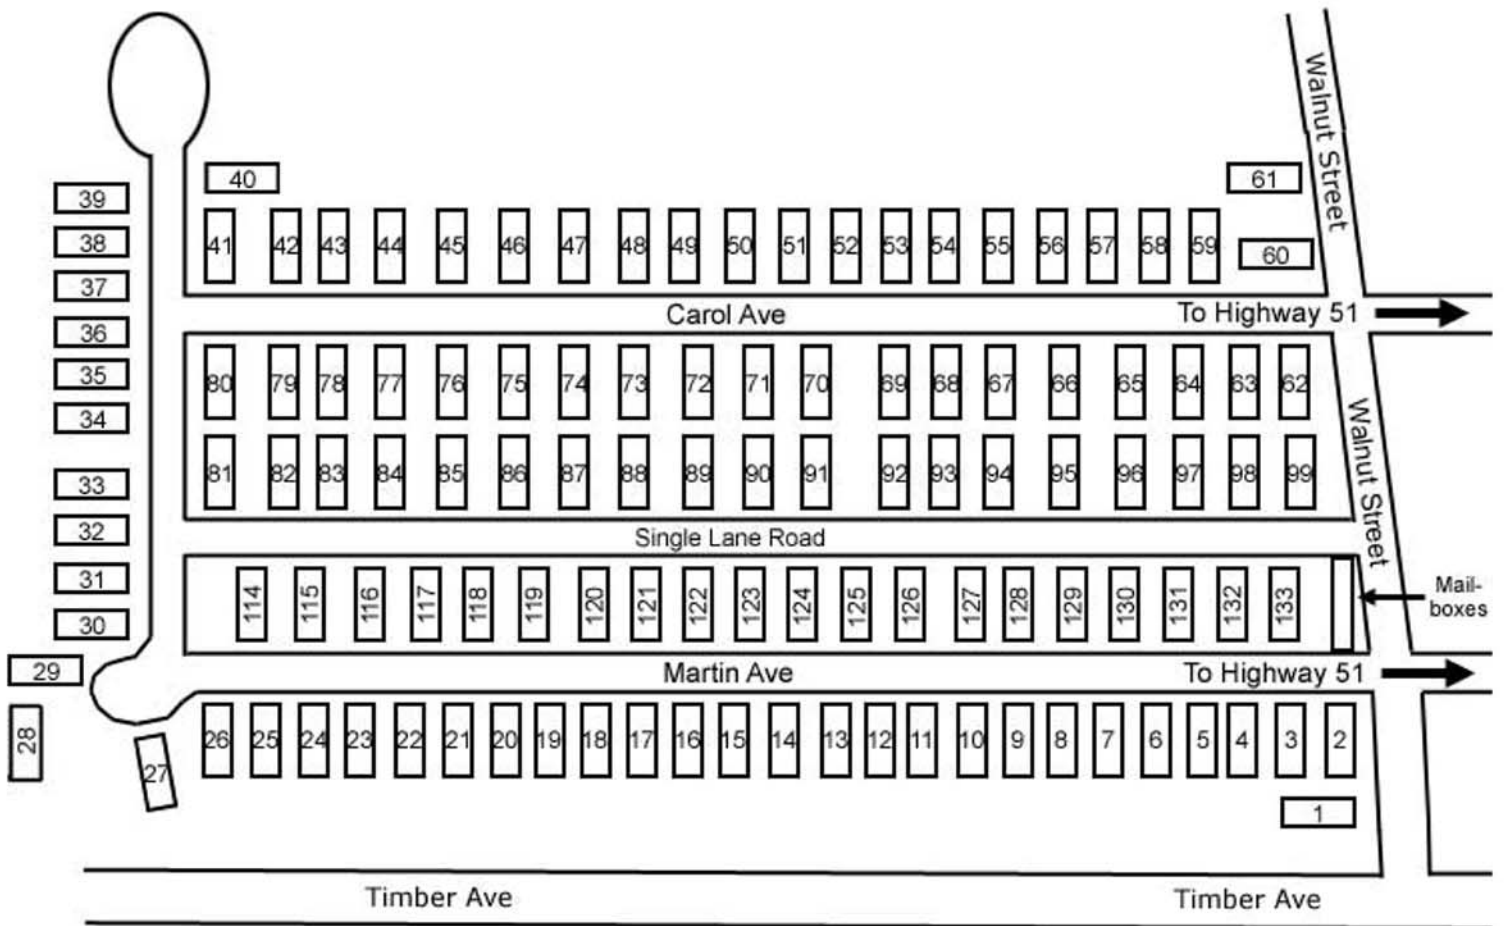 Walnut Street
39
40
61
38
41 42 43 44 45 46 47 48 49 50 51 52 53 54 55 56 57 58 59
60
37
Carol Ave
To Highway 51
36
35
80 79 78 77 76 75 74 73 72 71 70 69 68 67 66 65 64 63 62
34
Walnut Street
33
81 82 83 84 85 86 87 88 89 90 91 92 93 94 95 96 97 98 99
32
Single Lane Road
31
114 115 116 117 118 119 120 121 122 123 124 125 126 127 128 129 130 131 132 133
Mail-
boxes
30
29
Martin Ave
To Highway 51
28
27
26 25 24 23 22 21 20 19 18 17 16 15 14 13 12 11 10 9 8 7 6 5 4 3 2
1
Timber Ave
Timber Ave